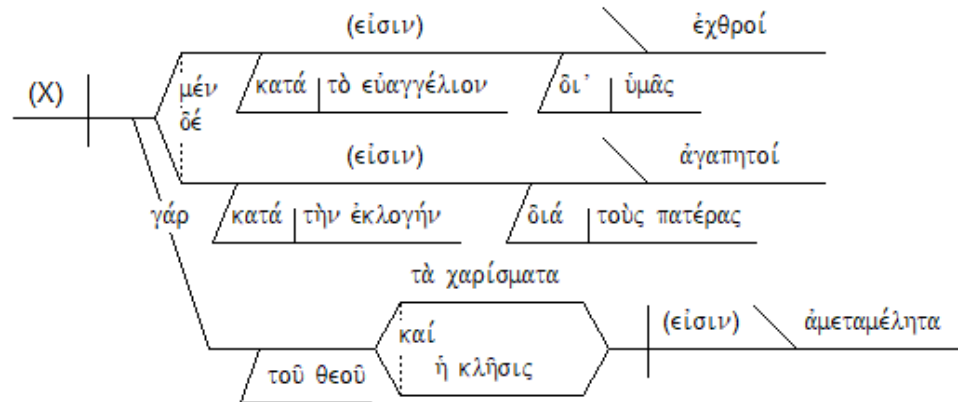 (εἰσιν) ἐχθροί
(X) μέν κατά τὸ εὐαγγέλιον δι᾽ ὑμᾶς
δέ
(εἰσιν) ἀγαπητοί
γάρ κατά τὴν ἐκλογήν διά τοὺς πατέρας
τὰ χαρίσματα
καί (εἰσιν) ἀμεταμέλητα
τοῦ θεοῦ ἡ κλῆσις